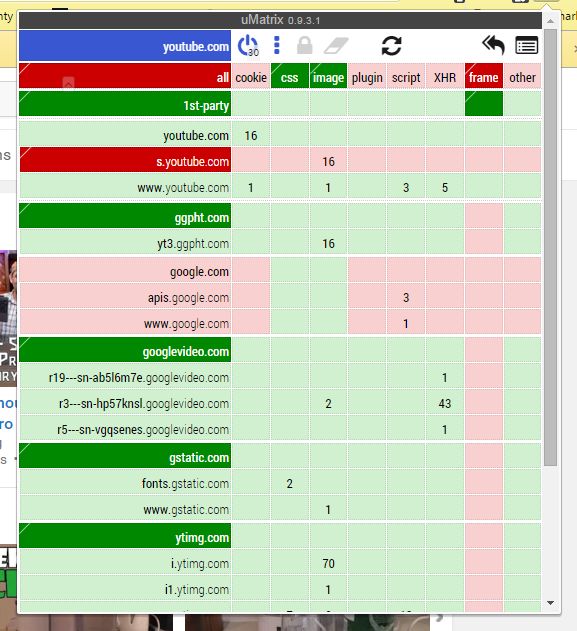 uMatrix 0.9.3.1
youtube.com 30
all cookie css image plugin script XHR frame other
1st-party
youtube.com 16
s.youtube.com 16
www.youtube.com 1 1 3 5
ggpht.com
yt3.ggpht.com 16
google.com
apis.google.com 3
www.google.com 1
googlevideo.com
r19---sn-ab5l6m7e.googlevideo.com 1
r3---sn-hp57knsl.googlevideo.com 2 43
r5---sn-vgqsenes.googlevideo.com 1
gstatic.com
fonts.gstatic.com 2
www.gstatic.com 1
ytimg.com
i.ytimg.com 70
i1.ytimg.com 1